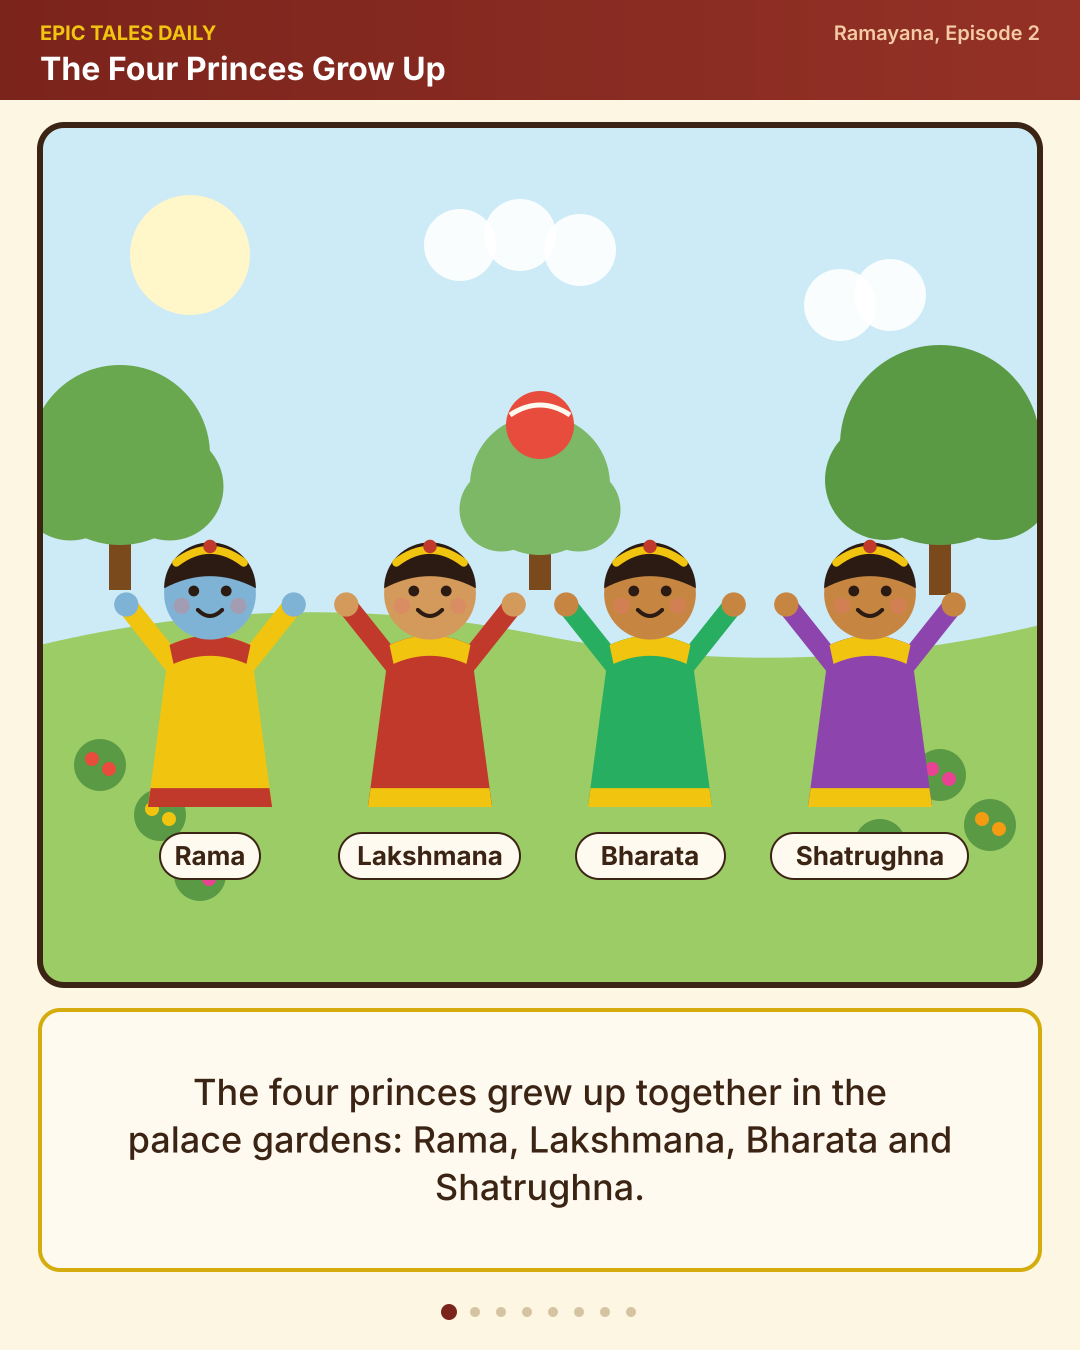 EPIC TALES DAILY
Ramayana, Episode 2
The Four Princes Grow Up
Rama
Lakshmana
Bharata
Shatrughna
The four princes grew up together in the
palace gardens: Rama, Lakshmana, Bharata and
Shatrughna.